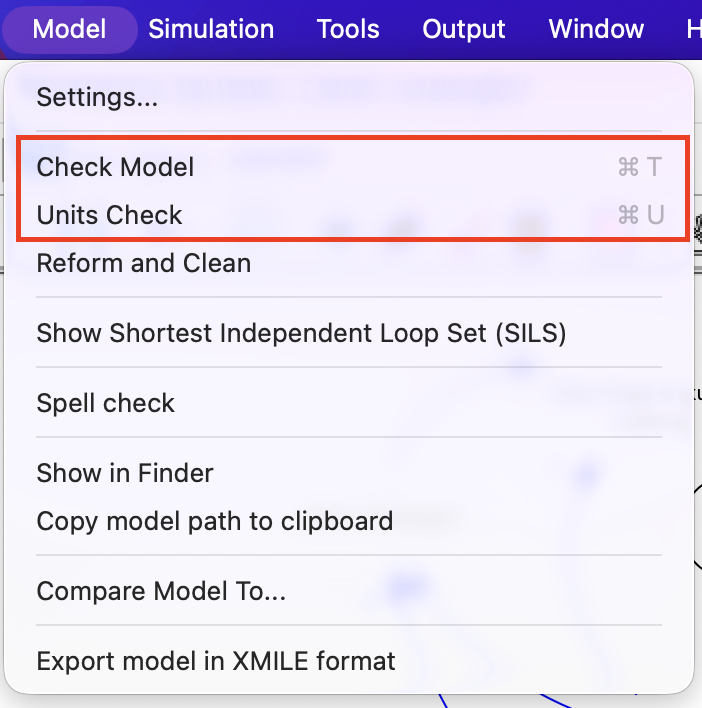 Model Simulation Tools Output Window H
Settings...
Check Model ⌘ T
Units Check ⌘ U
Reform and Clean
Show Shortest Independent Loop Set (SILS)
Spell check
Show in Finder
Copy model path to clipboard
Compare Model To...
Export model in XMILE format